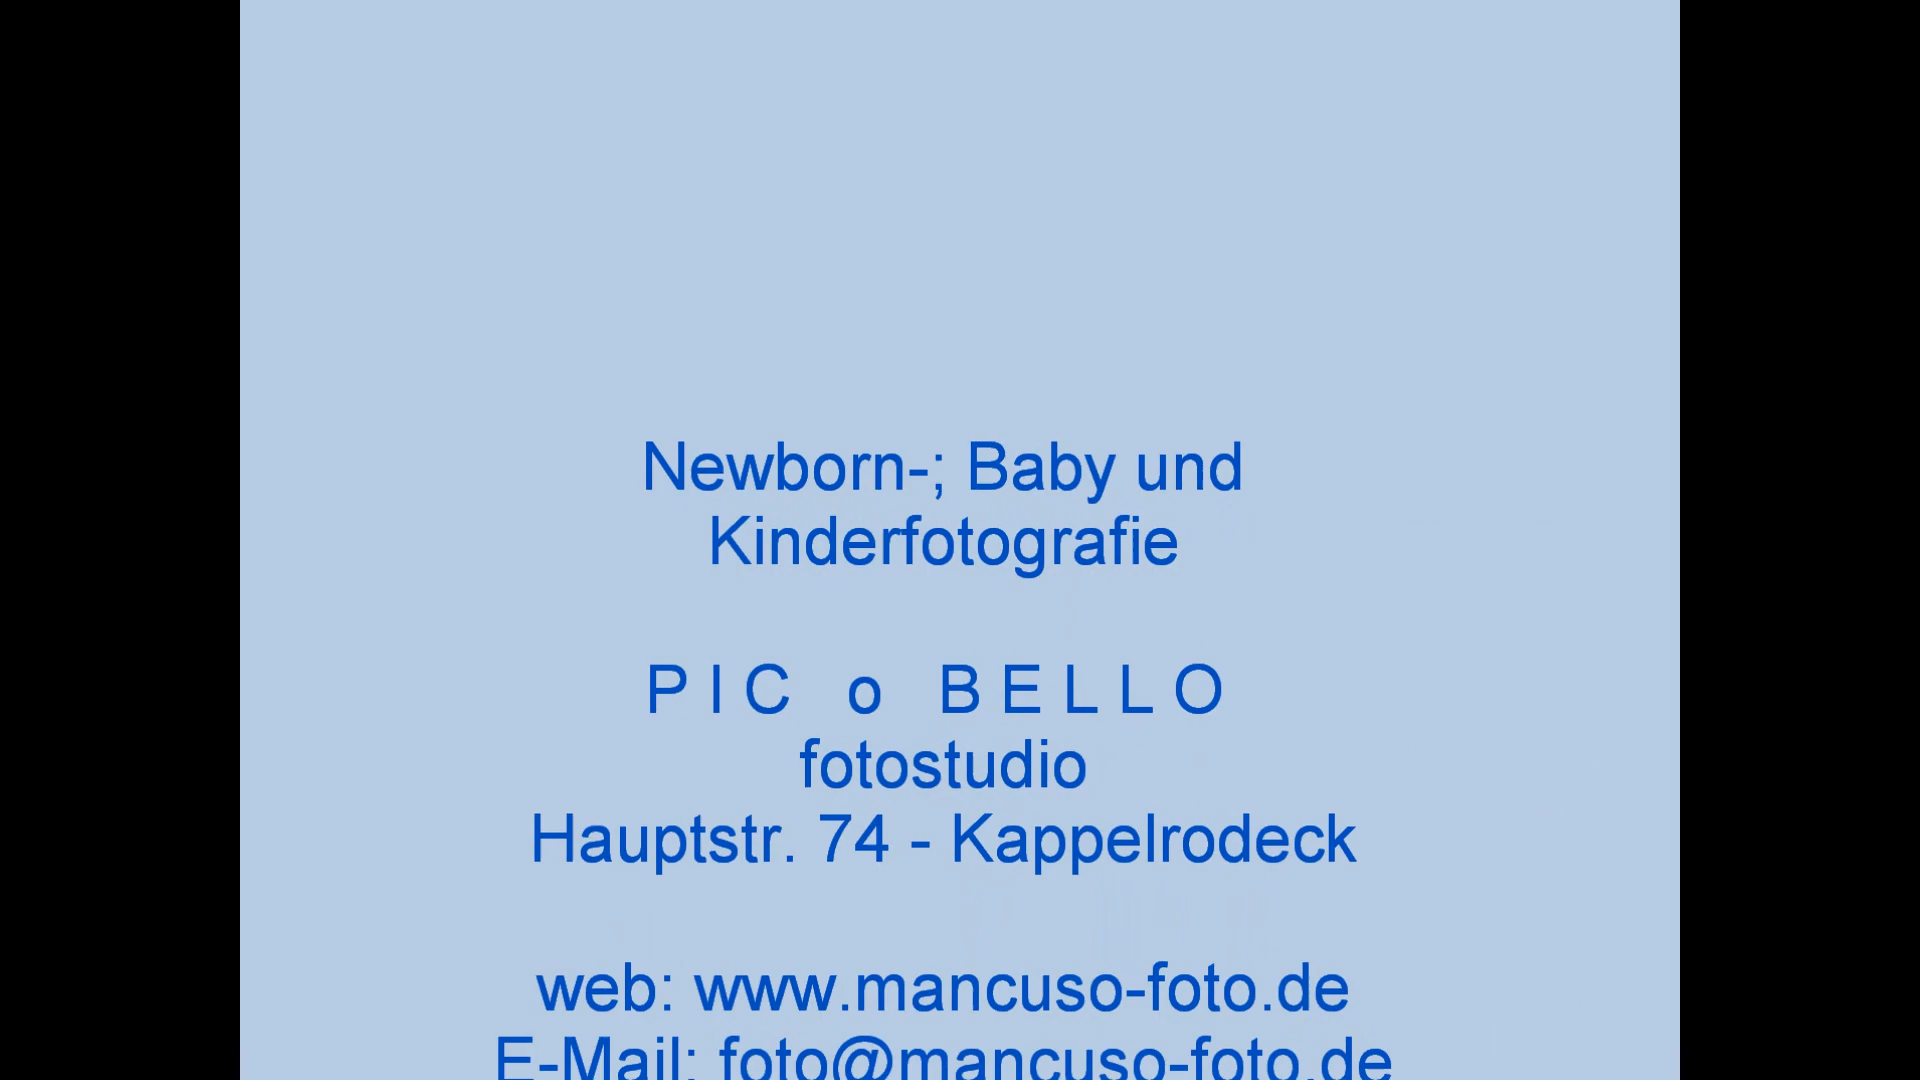 Newborn-; Baby und
Kinderfotografie
P I C o B E L L O
fotostudio
Hauptstr. 74 - Kappelrodeck
web: www.mancuso-foto.de
E-Mail: foto@mancuso-foto.de